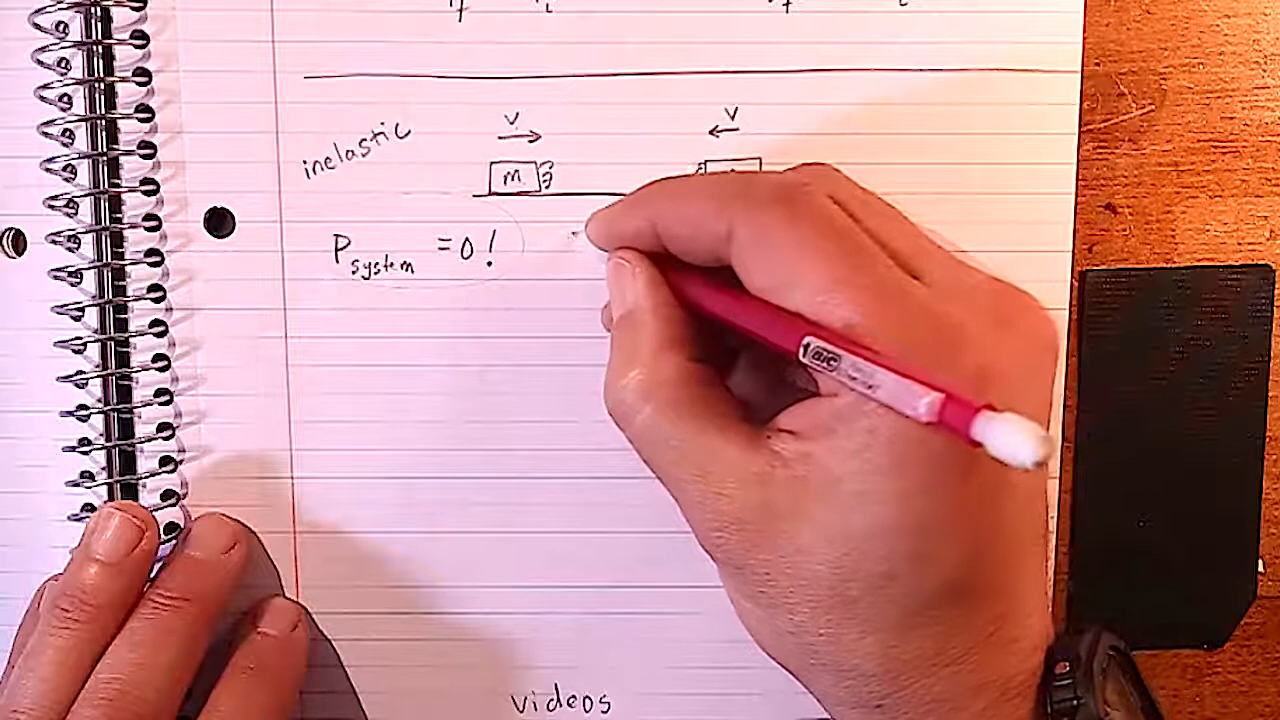 inelastic
v v
m
P system = 0!
BIC
videos